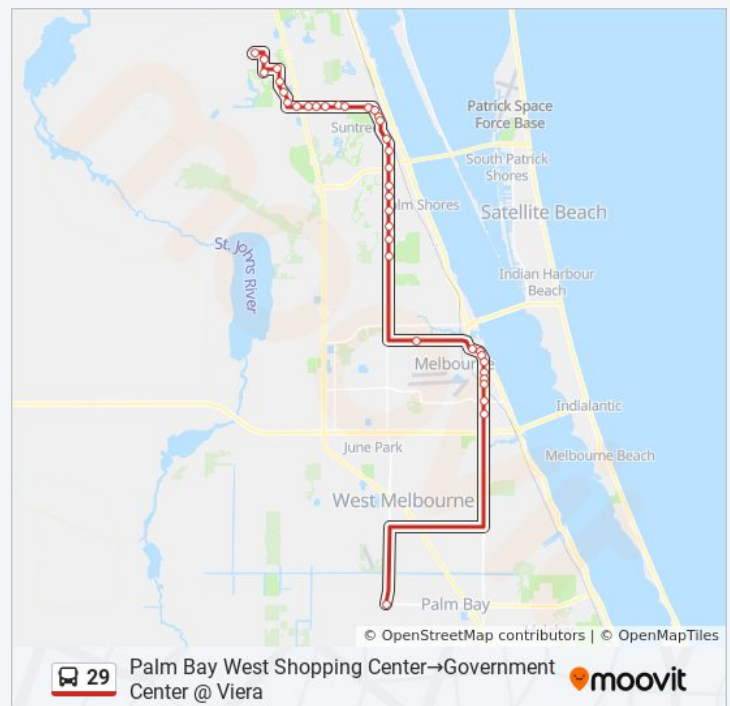 Patrick Space
Force Base
Suntre
South Patrick
Shores
alm Shores
Satellite Beach
St. Johns River
Indian Harbour
Beach
Melbourne
Indialantic
June Park
Melbourne Beach
West Melbourne
Palm Bay
© OpenStreetMap contributors | © OpenMapTiles
29
Palm Bay West Shopping Center→Government
Center @ Viera
moovit